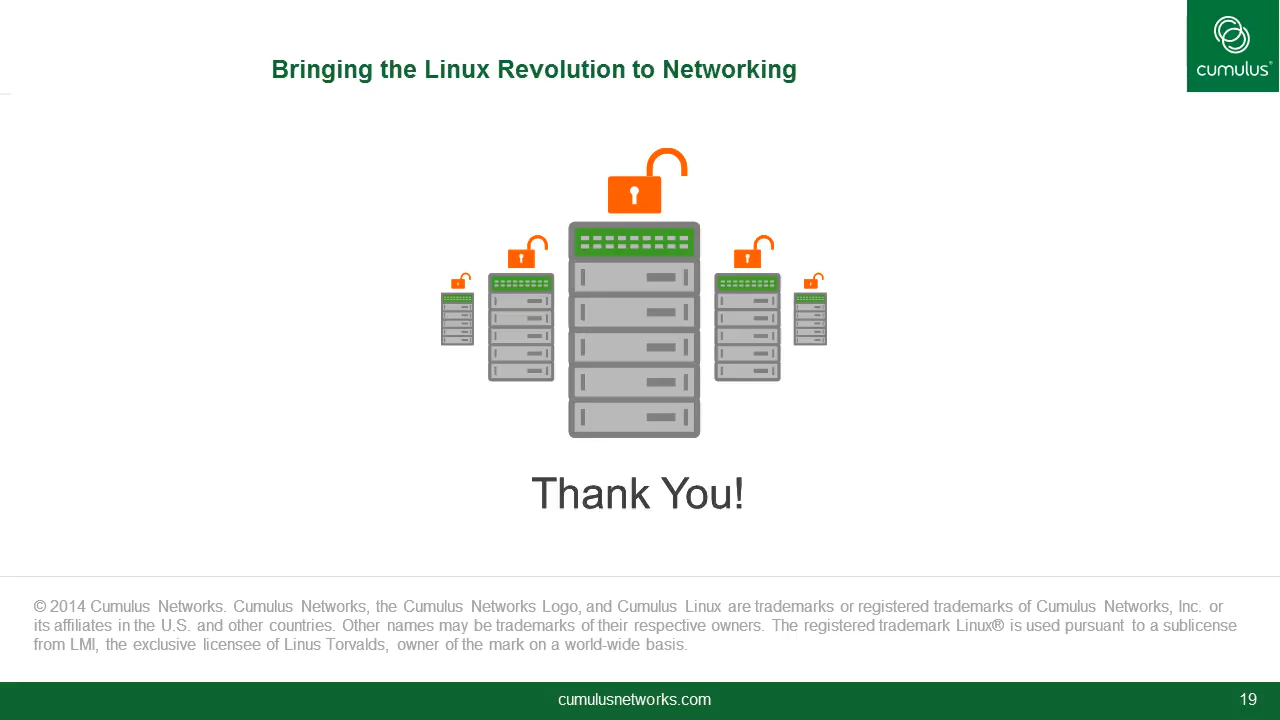 Bringing the Linux Revolution to Networking
cumulus®
Thank You!
© 2014 Cumulus Networks. Cumulus Networks, the Cumulus Networks Logo, and Cumulus Linux are trademarks or registered trademarks of Cumulus Networks, Inc. or
its affiliates in the U.S. and other countries. Other names may be trademarks of their respective owners. The registered trademark Linux® is used pursuant to a sublicense
from LMI, the exclusive licensee of Linus Torvalds, owner of the mark on a world-wide basis.
cumulusnetworks.com
19